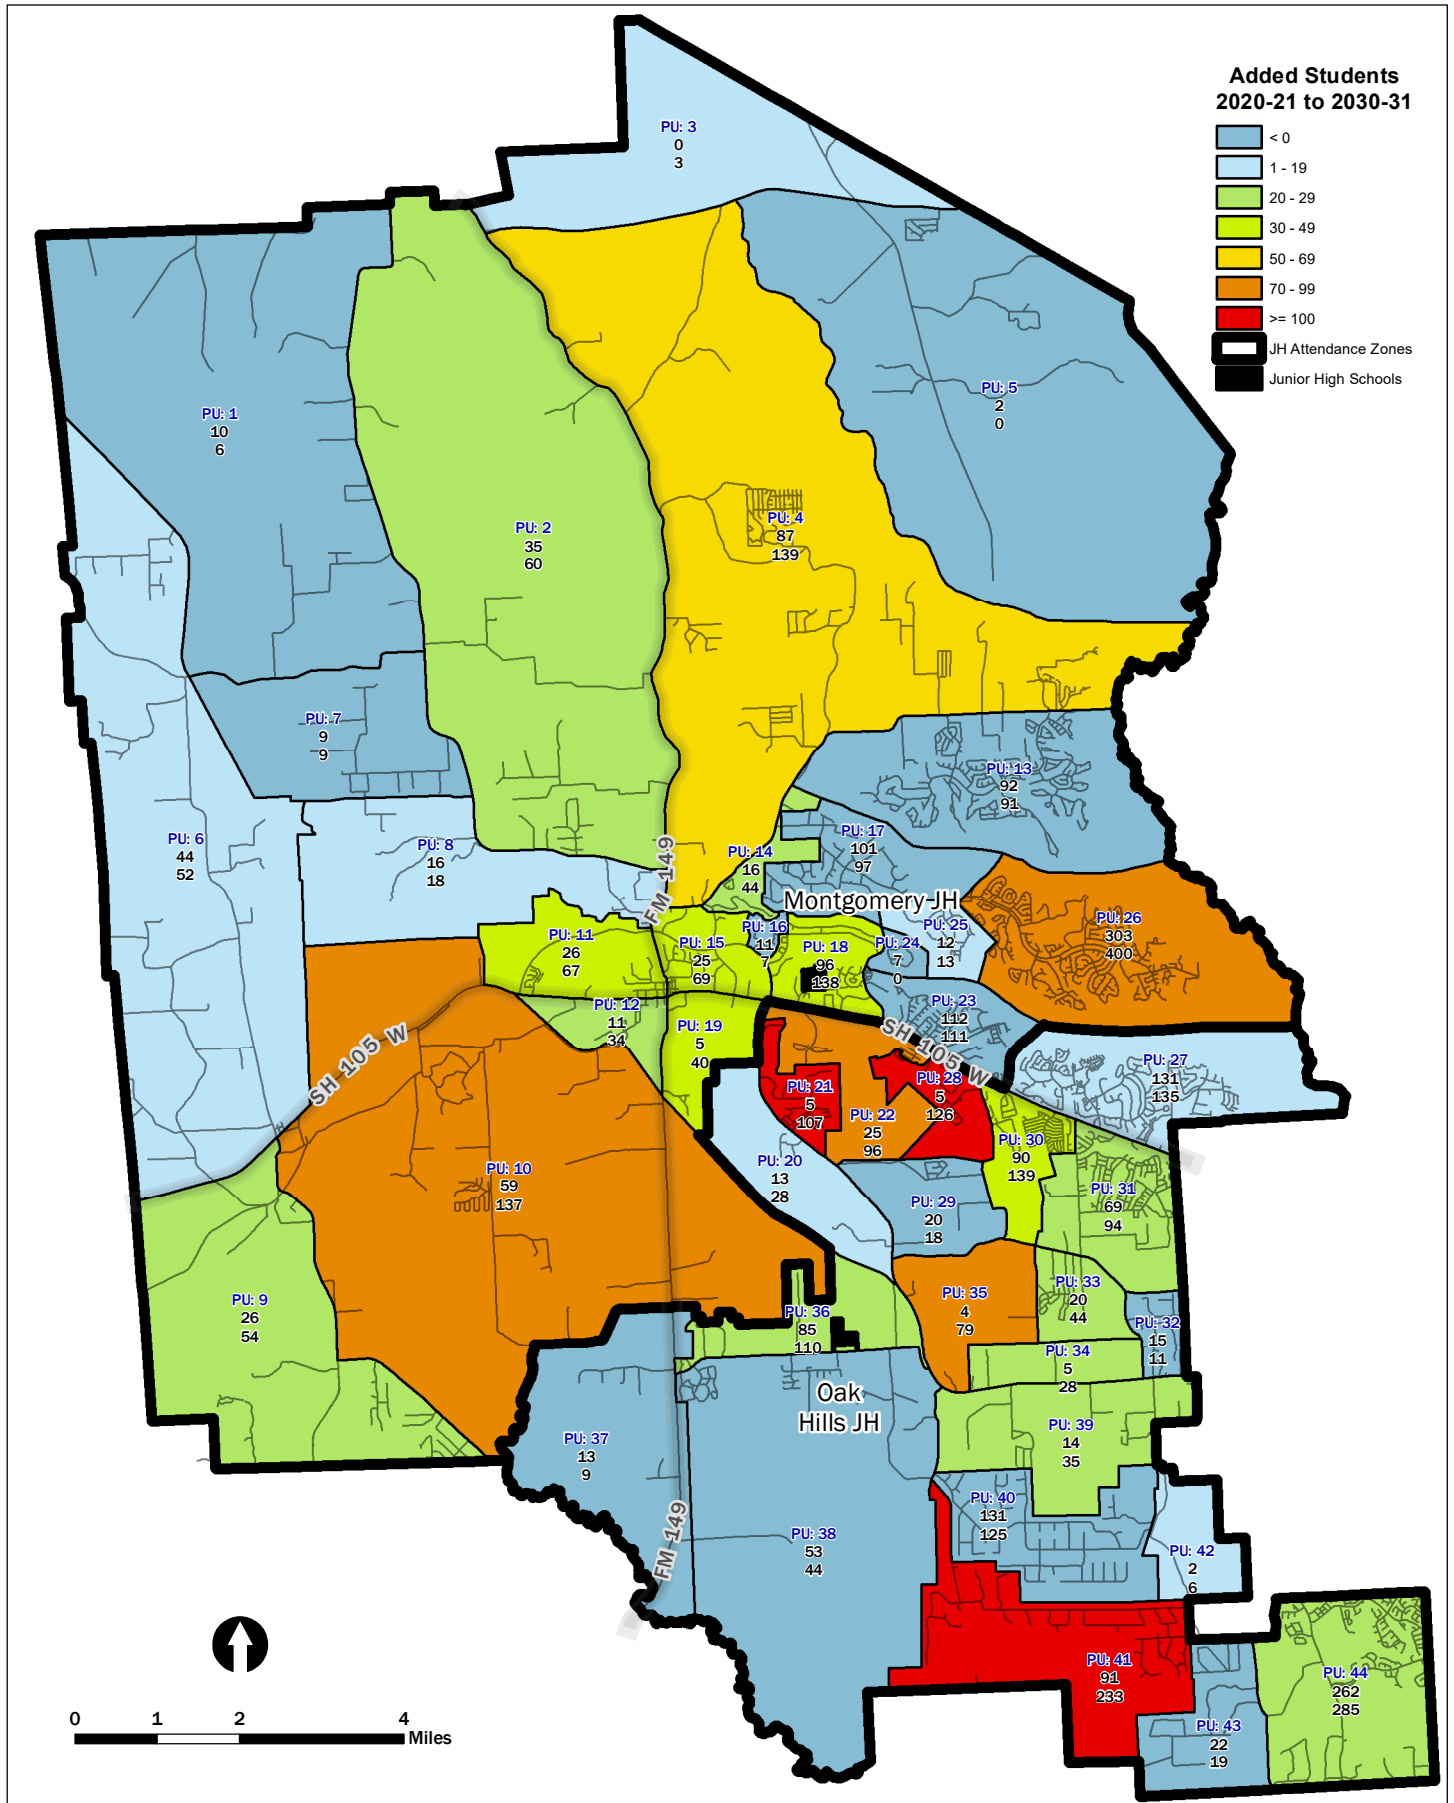 Added Students
2020-21 to 2030-31
< 0
1 - 19
20 - 29
30 - 49
50 - 69
70 - 99
>= 100
JH Attendance Zones
Junior High Schools
PU: 3
0
3
PU: 5
2
0
PU: 1
10
6
PU: 2
35
60
PU: 4
87
139
PU: 7
9
9
PU: 13
92
91
PU: 6
44
52
PU: 8
16
18
FM 149
PU: 14
16
44
PU: 17
101
97
Montgomery JH
PU: 26
303
400
PU: 11
26
67
PU: 15
25
69
PU: 16
11
7
PU: 18
96
138
PU: 24
7
0
PU: 25
12
13
PU: 12
11
34
PU: 19
5
40
PU: 23
112
111
SH 105 W
SH 105 W
PU: 27
131
135
PU: 21
5
107
PU: 22
25
96
PU: 28
5
126
PU: 30
90
139
PU: 10
59
137
PU: 20
13
28
PU: 29
20
18
PU: 31
69
94
PU: 9
26
54
PU: 36
85
110
PU: 35
4
79
PU: 33
20
44
PU: 32
15
11
PU: 34
5
28
Oak
Hills JH
PU: 39
14
35
PU: 37
13
9
PU: 40
131
125
PU: 38
53
44
FM 149
PU: 42
2
6
PU: 41
91
233
PU: 44
262
285
PU: 43
22
19
0 1 2 4
Miles